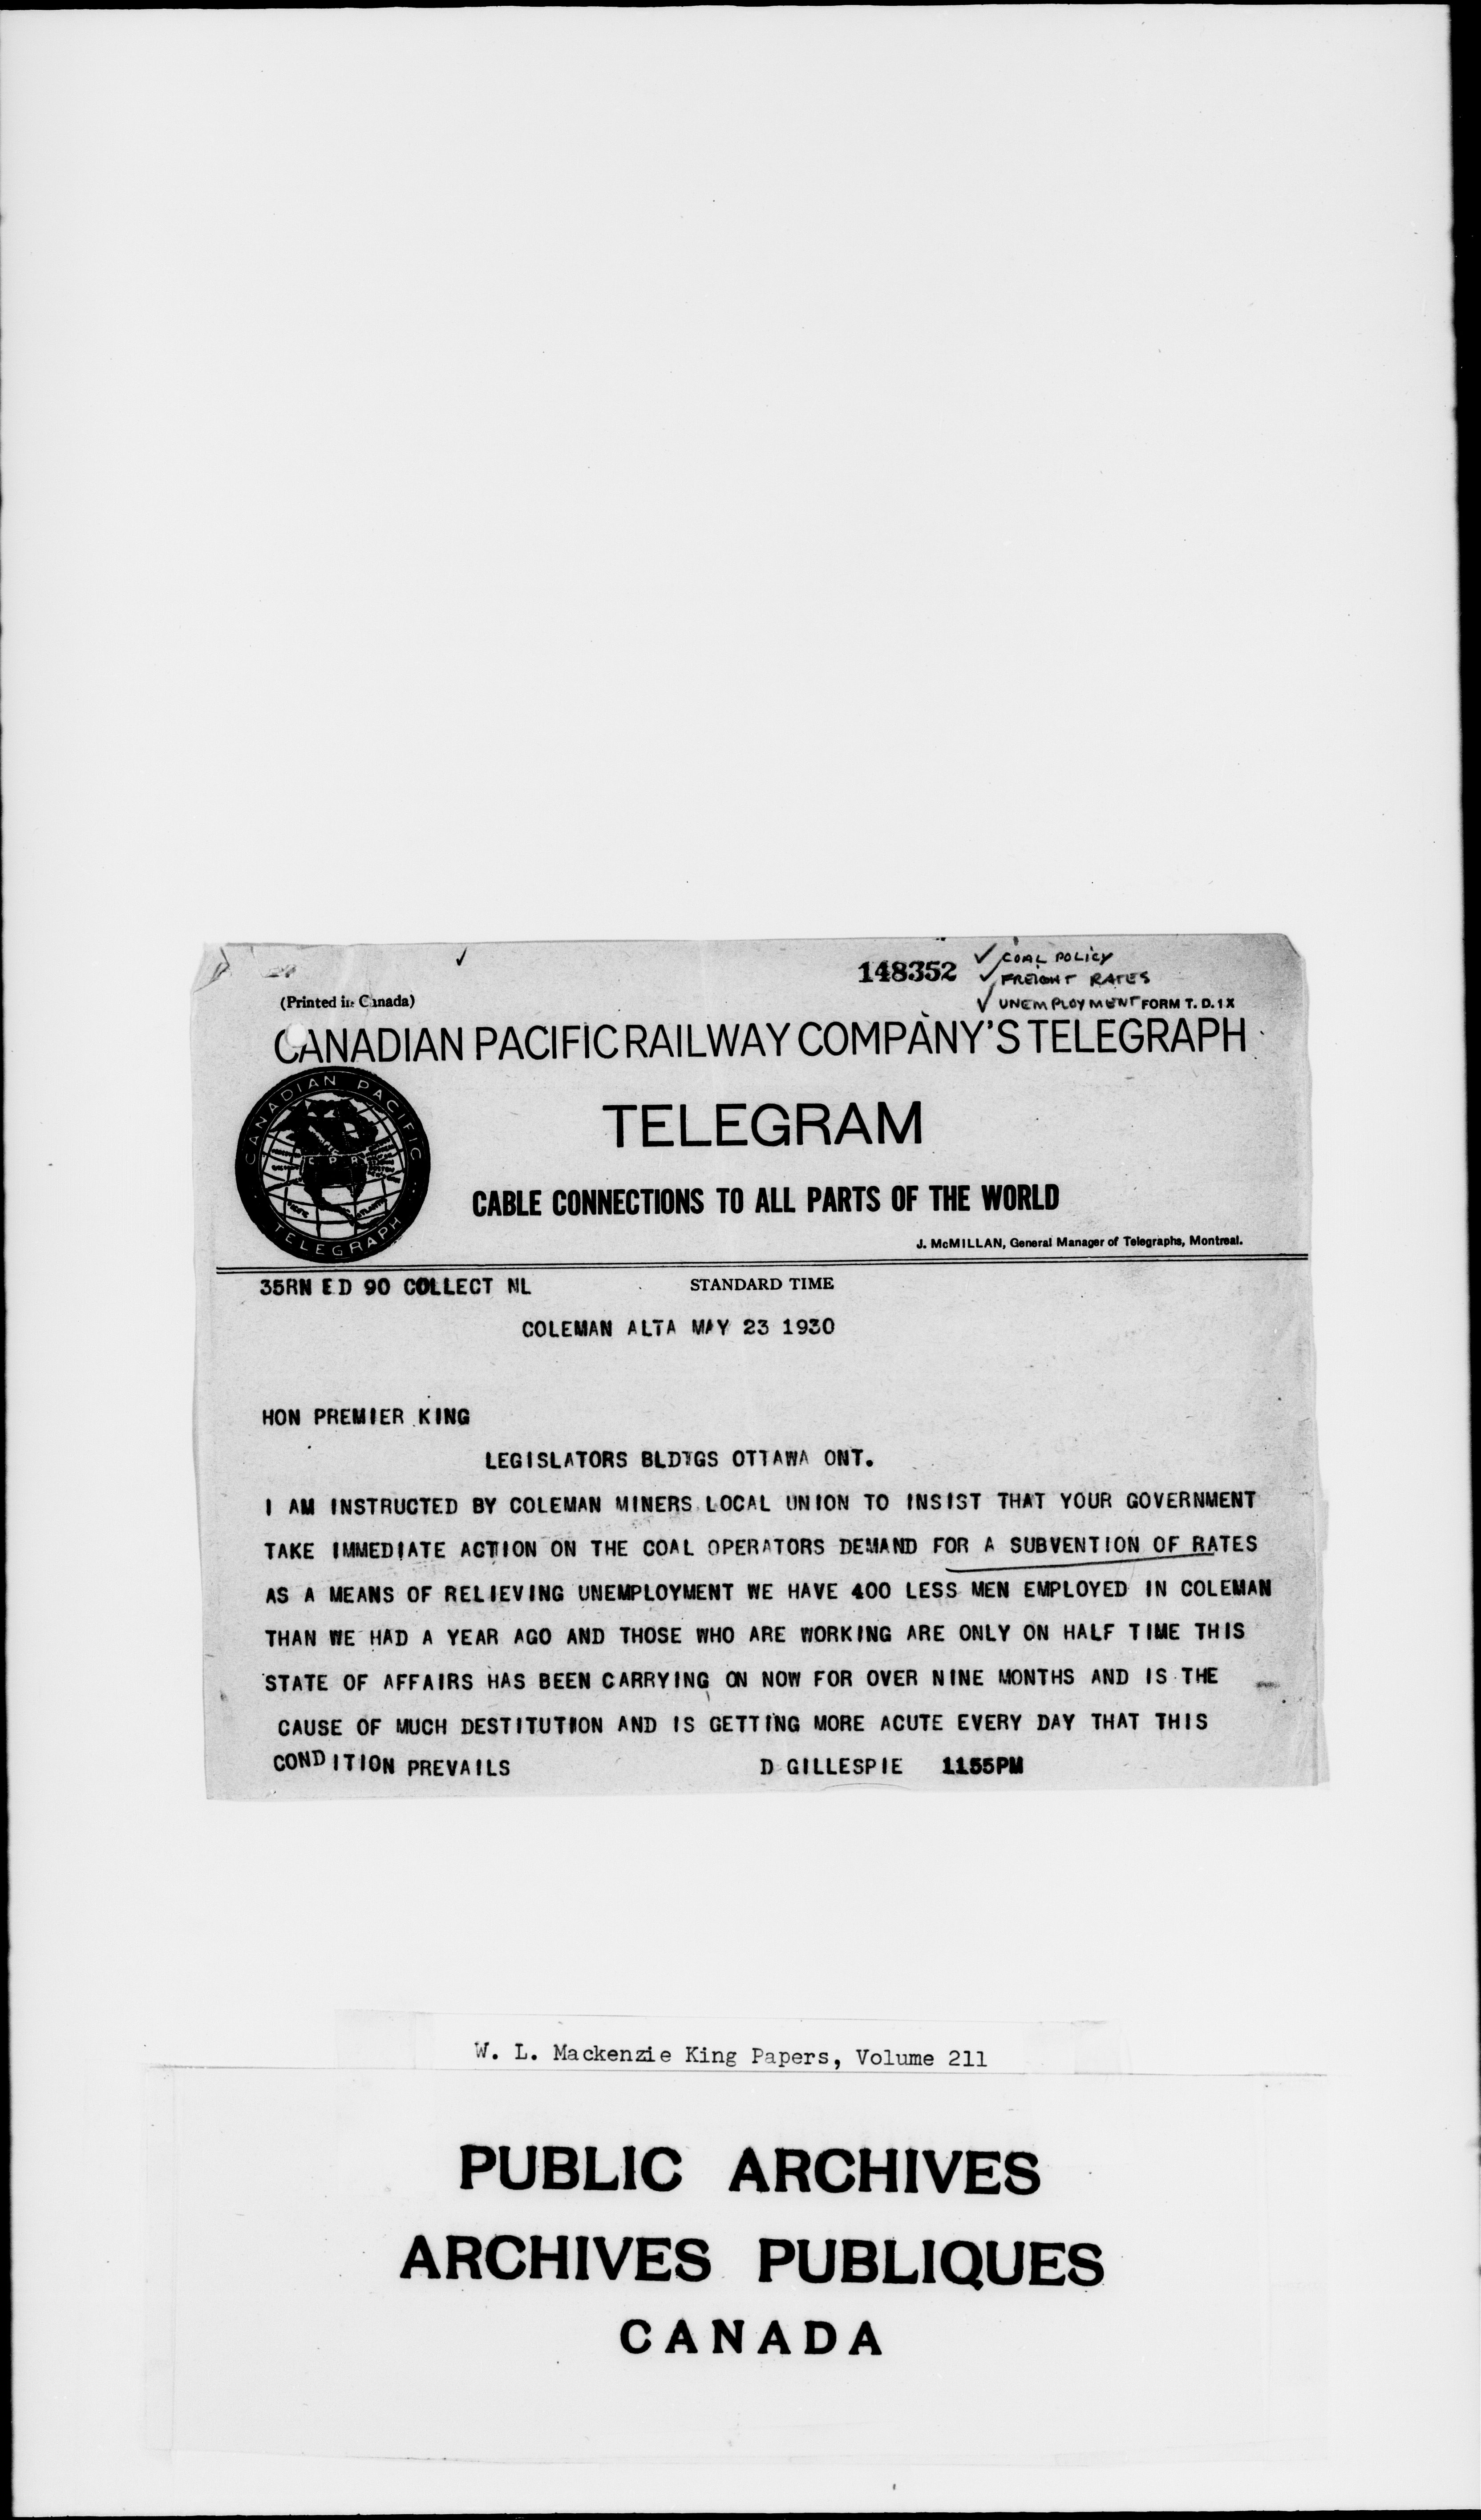 ✓
148352
✓ COAL POLICY
✓ FREIGHT RATES
✓ UNEMPLOYMENT FORM T. D. 1 X
(Printed in Canada)
CANADIAN PACIFIC RAILWAY COMPANY'S TELEGRAPH
CANADIAN PACIFIC
C P R
PACIFIC
ATLANTIC
TELEGRAPH
TELEGRAM
CABLE CONNECTIONS TO ALL PARTS OF THE WORLD
J. McMILLAN, General Manager of Telegraphs, Montreal.
35RN ED 90 COLLECT NL STANDARD TIME
COLEMAN ALTA MAY 23 1930
HON PREMIER KING
LEGISLATORS BLDTGS OTTAWA ONT.
I AM INSTRUCTED BY COLEMAN MINERS LOCAL UNION TO INSIST THAT YOUR GOVERNMENT
TAKE IMMEDIATE ACTION ON THE COAL OPERATORS DEMAND FOR A SUBVENTION OF RATES
AS A MEANS OF RELIEVING UNEMPLOYMENT WE HAVE 400 LESS MEN EMPLOYED IN COLEMAN
THAN WE HAD A YEAR AGO AND THOSE WHO ARE WORKING ARE ONLY ON HALF TIME THIS
STATE OF AFFAIRS HAS BEEN CARRYING ON NOW FOR OVER NINE MONTHS AND IS THE
CAUSE OF MUCH DESTITUTION AND IS GETTING MORE ACUTE EVERY DAY THAT THIS
CONDITION PREVAILS D GILLESPIE 1155PM
W. L. Mackenzie King Papers, Volume 211
PUBLIC ARCHIVES
ARCHIVES PUBLIQUES
CANADA